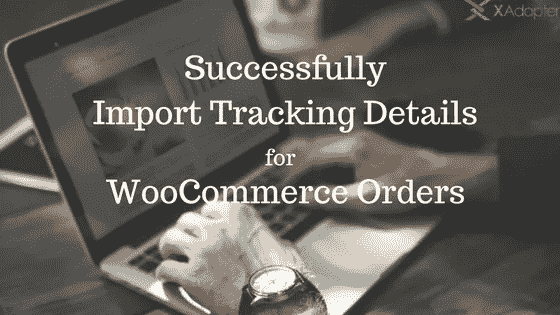 XAdapter
Successfully
Import Tracking Details
for
WooCommerce Orders